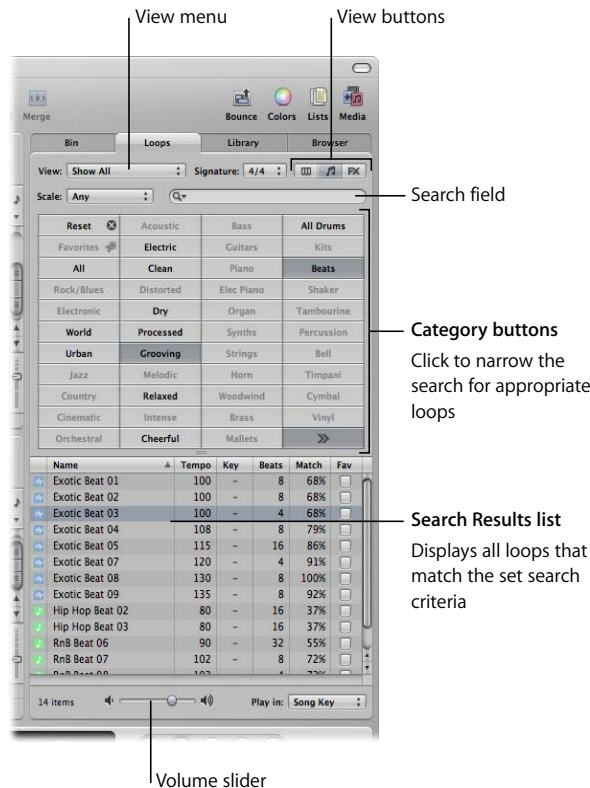 View menu
View buttons
Merge
Bounce Colors Lists Media
Bin Loops Library Browser
View: Show All Signature: 4/4 FX
Scale: Any
Search field
Reset Acoustic Bass All Drums
Favorites Electric Guitars Kits
All Clean Piano Beats
Rock/Blues Distorted Elec Piano Shaker
Electronic Dry Organ Tambourine
World Processed Synths Percussion
Urban Grooving Strings Bell
Jazz Melodic Horn Timpani
Country Relaxed Woodwind Cymbal
Cinematic Intense Brass Vinyl
Orchestral Cheerful Mallets
Category buttons
Click to narrow the
search for appropriate
loops
Name Tempo Key Beats Match Fav
Exotic Beat 01 100 – 8 68%
Exotic Beat 02 100 – 8 68%
Exotic Beat 03 100 – 4 68%
Exotic Beat 04 108 – 8 79%
Exotic Beat 05 115 – 16 86%
Exotic Beat 07 120 – 4 91%
Exotic Beat 08 130 – 8 100%
Exotic Beat 09 135 – 8 92%
Hip Hop Beat 02 80 – 16 37%
Hip Hop Beat 03 80 – 16 37%
RnB Beat 06 90 – 32 55%
RnB Beat 07 102 – 8 72%
Search Results list
Displays all loops that
match the set search
criteria
14 items Play in: Song Key
Volume slider